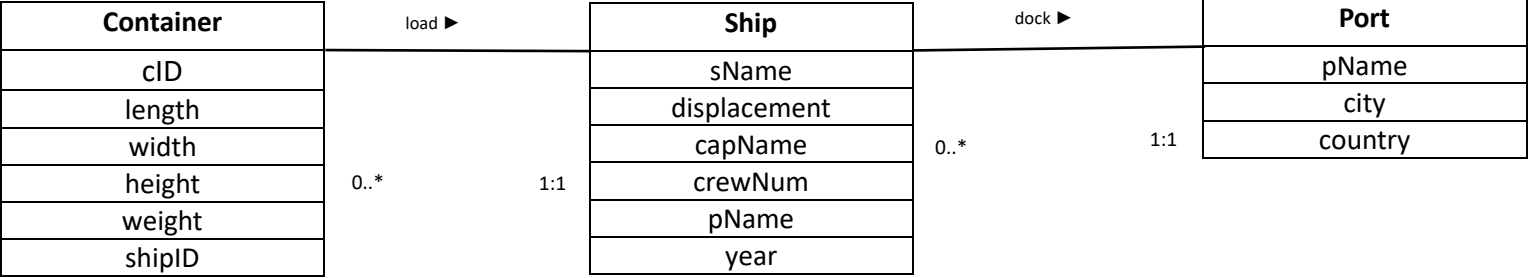 Container
cID
length
width
height
weight
shipID
load ►
0..*
1:1
Ship
sName
displacement
capName
crewNum
pName
year
dock ►
0..*
1:1
Port
pName
city
country